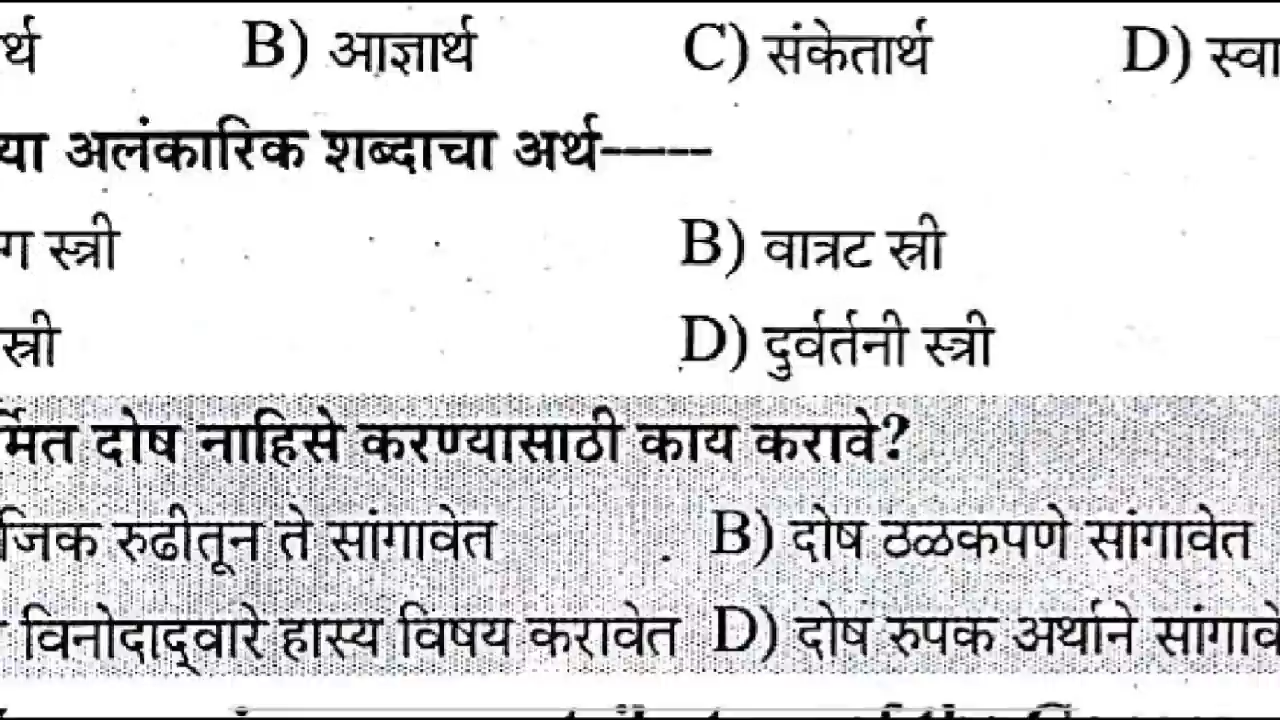 र्थ B) आज्ञार्थ C) संकेतार्थ D) स्वा
या अलंकारिक शब्दाचा अर्थ-----
ग स्त्री B) वात्रट स्री
स्री D) दुर्वर्तनी स्त्री
र्मित दोष नाहिसे करण्यासाठी काय करावे?
जिक रुढीतून ते सांगावेत B) दोष ठळकपणे सांगावेत
विनोदाद्वारे हास्य विषय करावेत D) दोष रुपक अर्थाने सांगावे